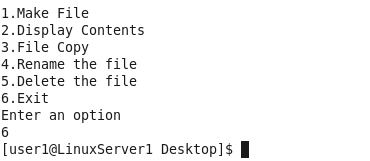 1.Make File
2.Display Contents
3.File Copy
4.Rename the file
5.Delete the file
6.Exit
Enter an option
6
[user1@LinuxServer1 Desktop]$